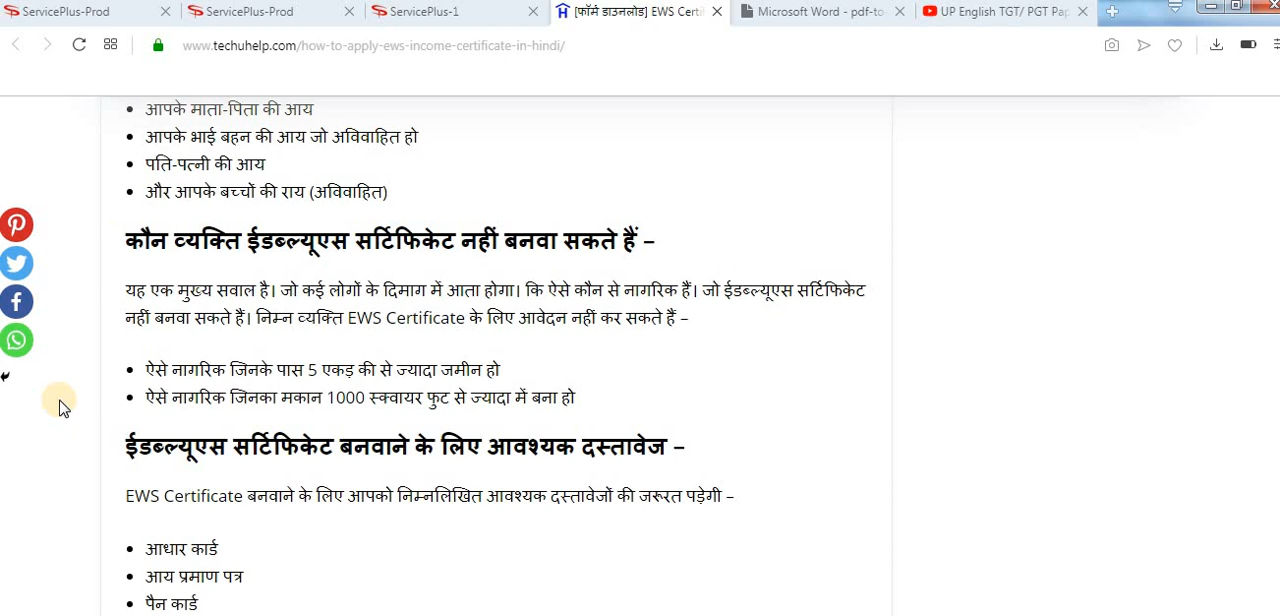 ServicePlus-Prod
ServicePlus-Prod
ServicePlus-1
[फॉर्म डाउनलोड] EWS Certi
Microsoft Word - pdf-to-
UP English TGT/ PGT Pap
www.techuhelp.com/how-to-apply-ews-income-certificate-in-hindi/
आपके माता-पिता की आय
आपके भाई बहन की आय जो अविवाहित हो
पति-पत्नी की आय
और आपके बच्चों की राय (अविवाहित)
कौन व्यक्ति ईडब्ल्यूएस सर्टिफिकेट नहीं बनवा सकते हैं –
यह एक मुख्य सवाल है। जो कई लोगों के दिमाग में आता होगा। कि ऐसे कौन से नागरिक हैं। जो ईडब्ल्यूएस सर्टिफिकेट
नहीं बनवा सकते हैं। निम्न व्यक्ति EWS Certificate के लिए आवेदन नहीं कर सकते हैं –
ऐसे नागरिक जिनके पास 5 एकड़ की से ज्यादा जमीन हो
ऐसे नागरिक जिनका मकान 1000 स्क्वायर फुट से ज्यादा में बना हो
ईडब्ल्यूएस सर्टिफिकेट बनवाने के लिए आवश्यक दस्तावेज –
EWS Certificate बनवाने के लिए आपको निम्नलिखित आवश्यक दस्तावेजों की जरूरत पड़ेगी –
आधार कार्ड
आय प्रमाण पत्र
पैन कार्ड